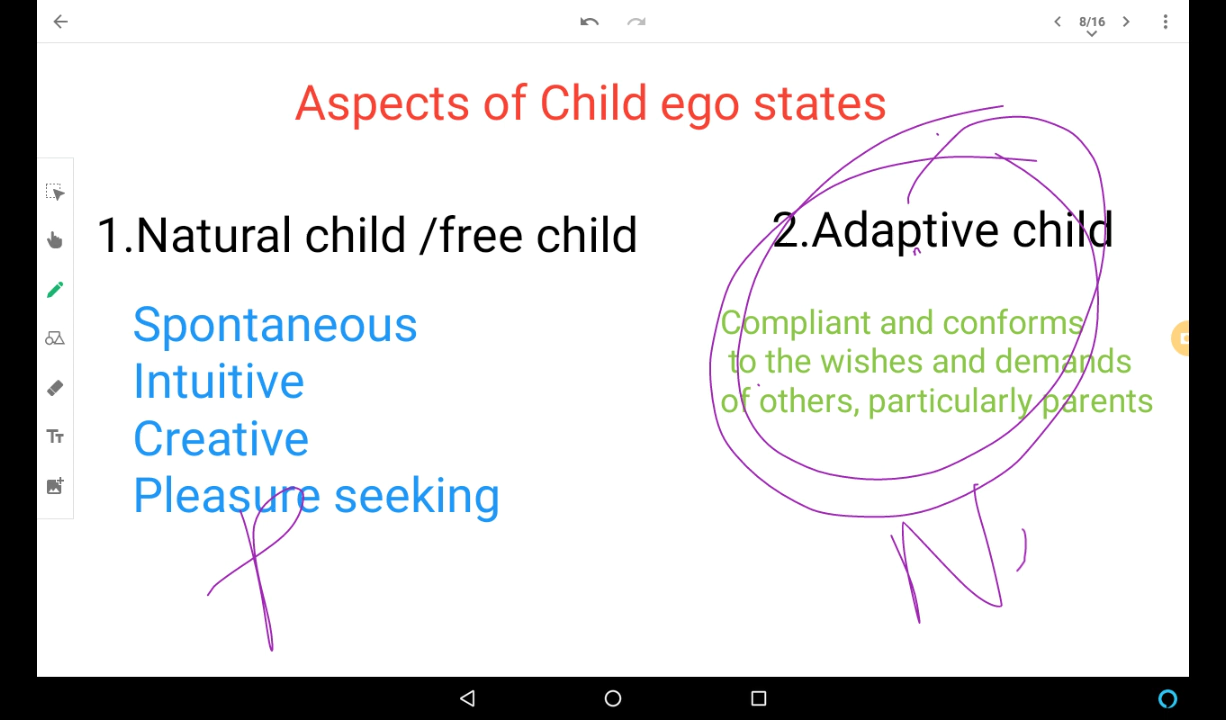 8/16
Aspects of Child ego states
1.Natural child /free child
2.Adaptive child
Spontaneous
Intuitive
Creative
Pleasure seeking
Compliant and conforms
to the wishes and demands
of others, particularly parents
Tт
P
N